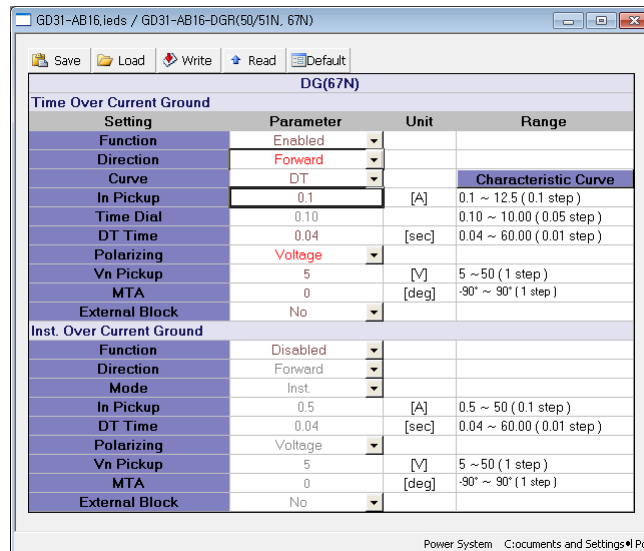 GD31-AB16,ieds / GD31-AB16-DGR(50/51N, 67N)
Save Load Write Read Default
DG(67N)
Time Over Current Ground
Setting Parameter Unit Range
Function Enabled
Direction Forward
Curve DT Characteristic Curve
In Pickup 0.1 [A] 0.1 ~ 12.5 ( 0.1 step )
Time Dial 0.10 0.10 ~ 10.00 ( 0.05 step )
DT Time 0.04 [sec] 0.04 ~ 60.00 ( 0.01 step )
Polarizing Voltage
Vn Pickup 5 [V] 5 ~50 ( 1 step )
MTA 0 [deg] -90° ~ 90° ( 1 step )
External Block No
Inst. Over Current Ground
Function Disabled
Direction Forward
Mode Inst.
In Pickup 0.5 [A] 0.5 ~ 50 ( 0.1 step )
DT Time 0.04 [sec] 0.04 ~ 60.00 ( 0.01 step )
Polarizing Voltage
Vn Pickup 5 [V] 5 ~50 ( 1 step )
MTA 0 [deg] -90° ~ 90° ( 1 step )
External Block No
Power System C:ocuments and Settings•l Po